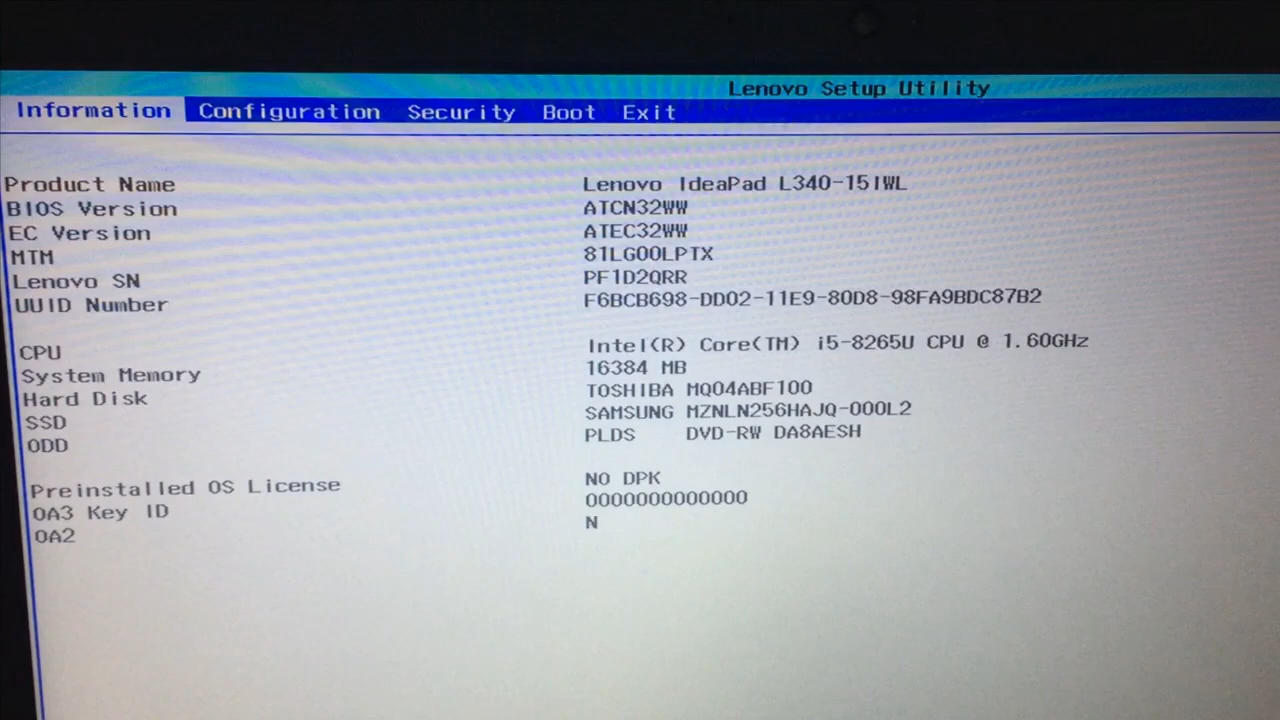 Lenovo Setup Utility
Information Configuration Security Boot Exit
Product Name Lenovo IdeaPad L340-15IWL
BIOS Version ATCN32WW
EC Version ATEC32WW
MTM 81LG00LPTX
Lenovo SN PF1D2QRR
UUID Number F6BCB698-DD02-11E9-80D8-98FA9BDC87B2
CPU Intel(R) Core(TM) i5-8265U CPU @ 1.60GHz
System Memory 16384 MB
Hard Disk TOSHIBA MQ04ABF100
SSD SAMSUNG MZNLN256HAJQ-000L2
ODD PLDS DVD-RW DA8AESH
Preinstalled OS License NO DPK
OA3 Key ID 0000000000000
OA2 N